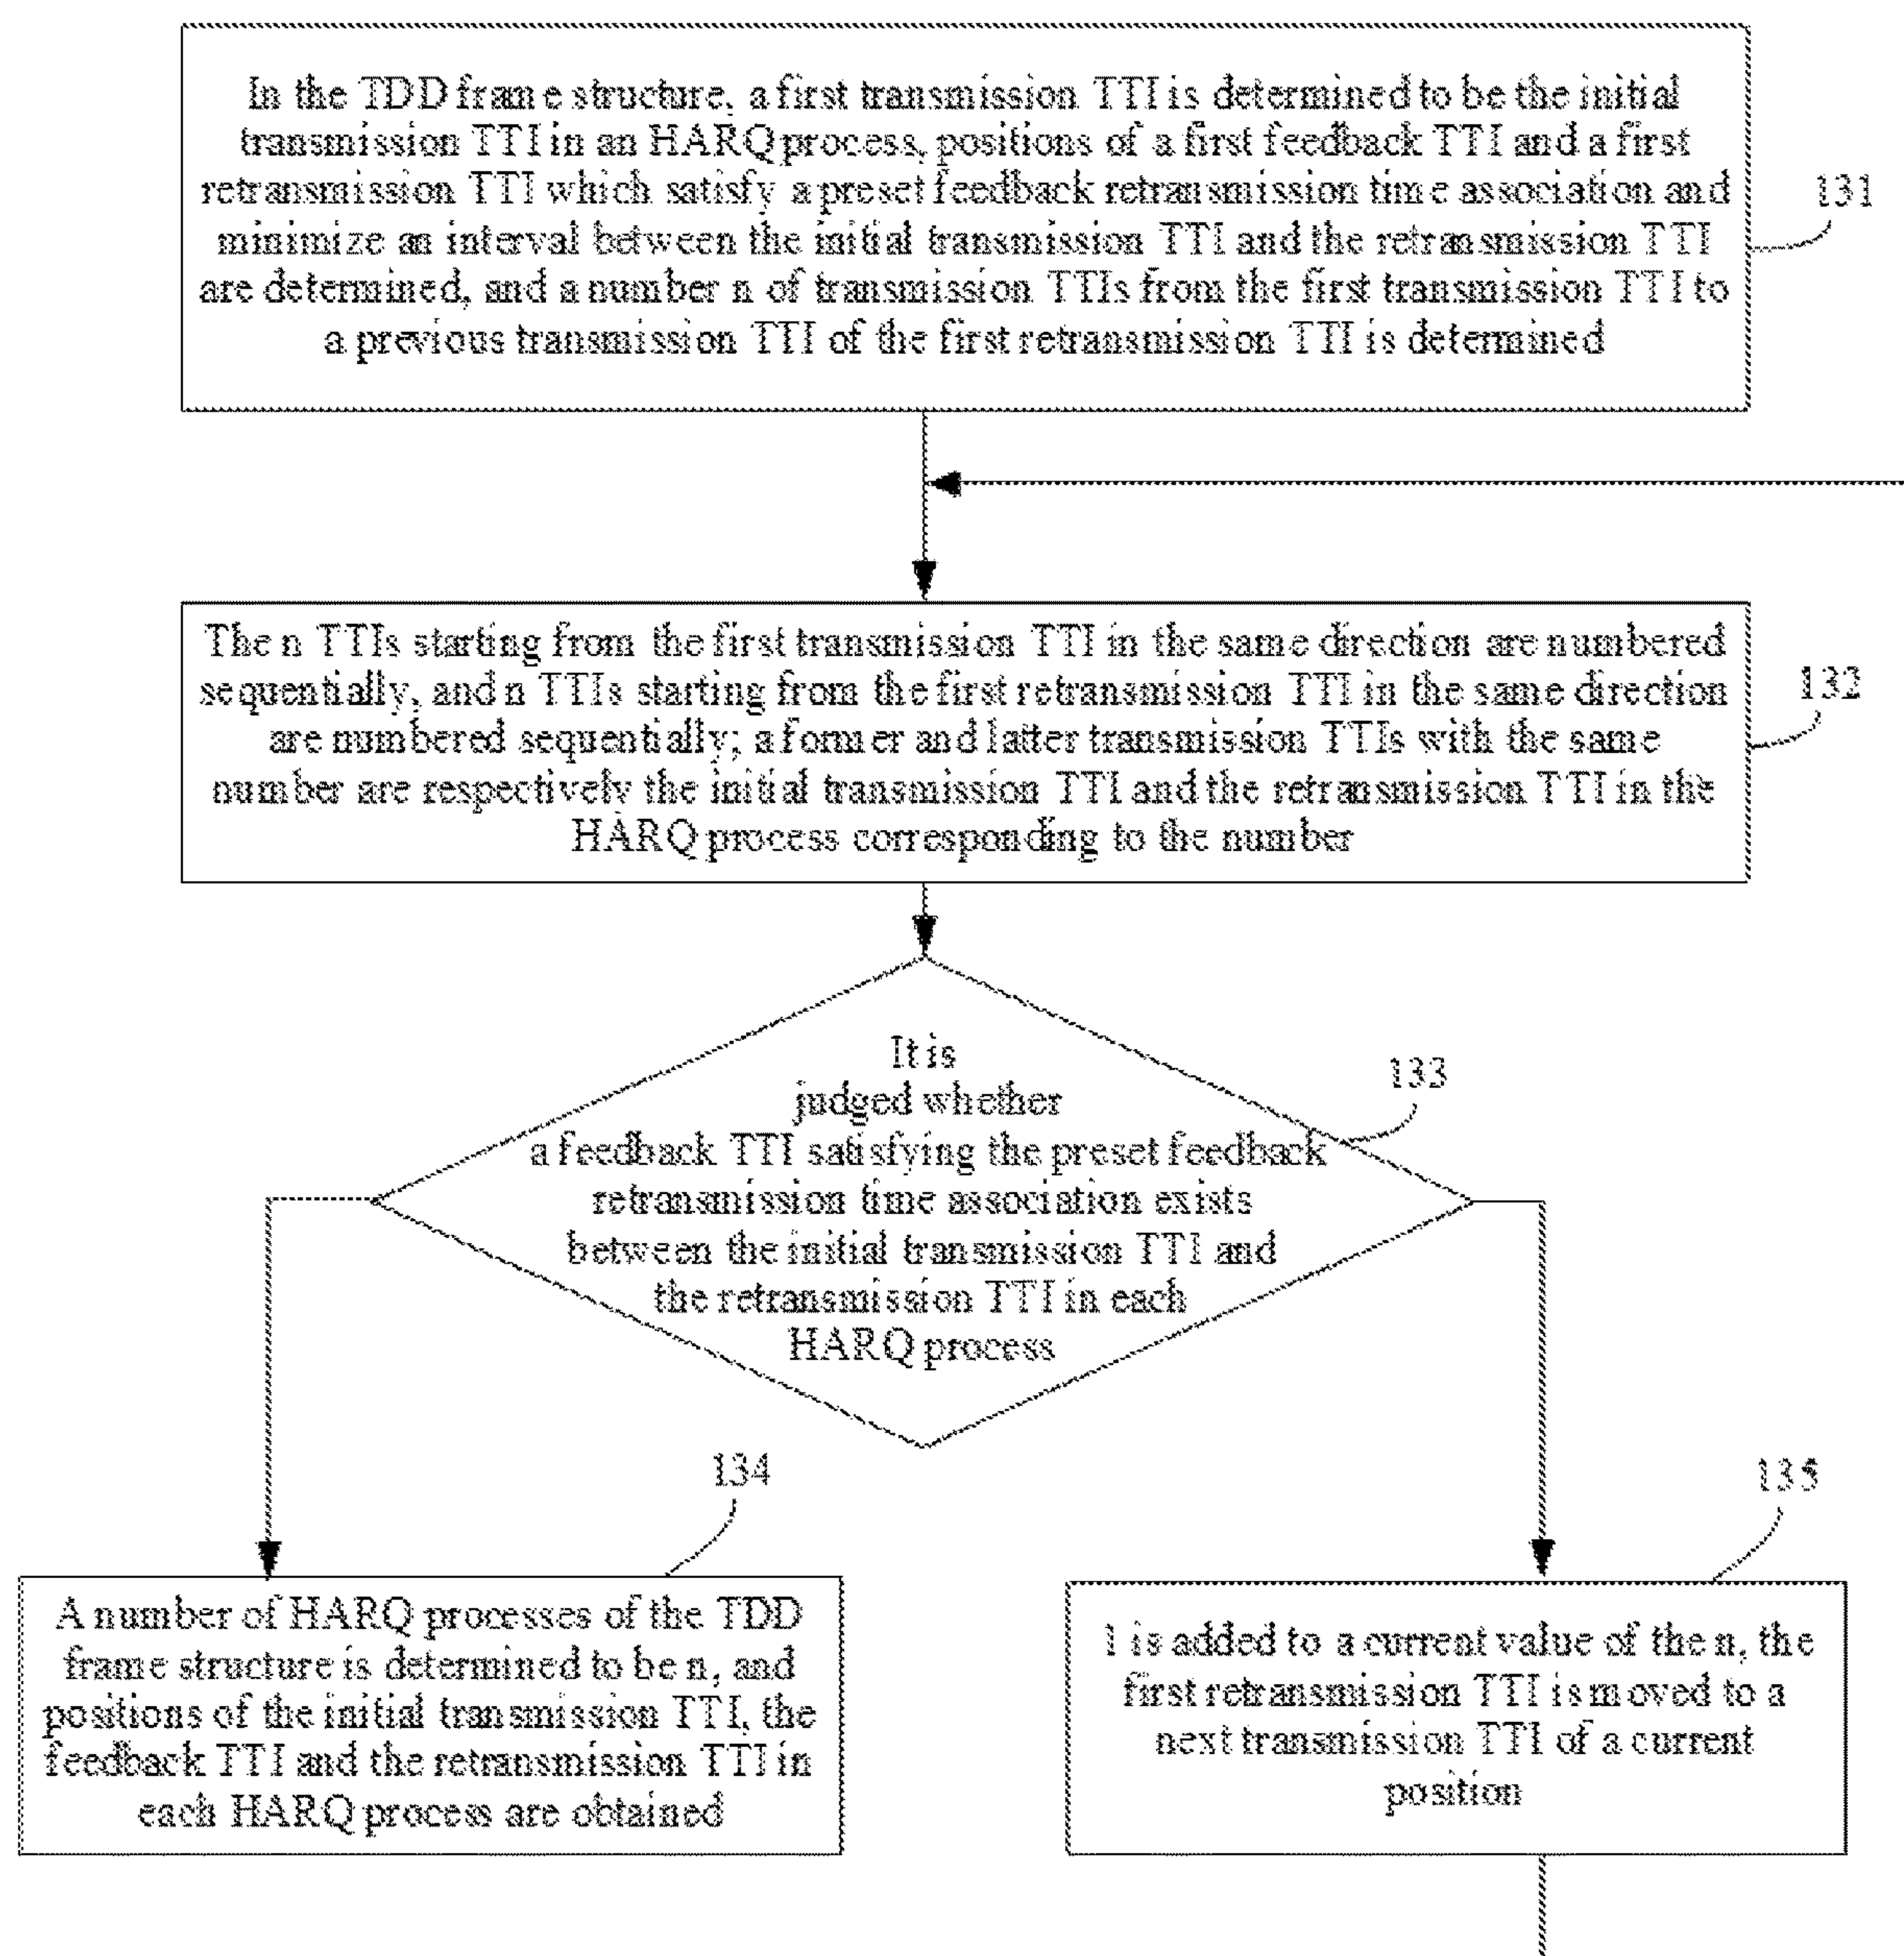 In the TDD frame structure, a first transmission TTI is determined to be the initial
transmission TTI in an HARQ process, positions of a first feedback TTI and a first
retransmission TTI which satisfy a preset feedback retransmission time association and
minimize an interval between the initial transmission TTI and the retransmission TTI
are determined, and a number n of transmission TTIs from the first transmission TTI to
a previous transmission TTI of the first retransmission TTI is determined
131
The n TTIs starting from the first transmission TTI in the same direction are numbered
sequentially, and n TTIs starting from the first retransmission TTI in the same direction
are numbered sequentially; a former and latter transmission TTIs with the same
number are respectively the initial transmission TTI and the retransmission TTI in the
HARQ process corresponding to the number
132
It is
judged whether
a feedback TTI satisfying the preset feedback
retransmission time association exists
between the initial transmission TTI and
the retransmission TTI in each
HARQ process
133
134
A number of HARQ processes of the TDD
frame structure is determined to be n, and
positions of the initial transmission TTI, the
feedback TTI and the retransmission TTI in
each HARQ process are obtained
135
1 is added to a current value of the n, the
first retransmission TTI is moved to a
next transmission TTI of a current
position